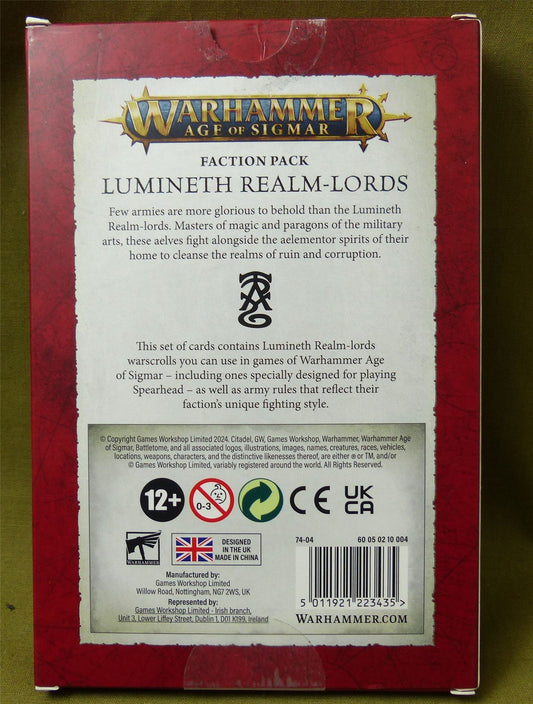 WARHAMMER
AGE OF SIGMAR
FACTION PACK
LUMINETH REALM-LORDS
Few armies are more glorious to behold than the Lumineth
Realm-lords. Masters of magic and paragons of the military
arts, these aelves fight alongside the aelementor spirits of their
home to cleanse the realms of ruin and corruption.
This set of cards contains Lumineth Realm-lords
warscrolls you can use in games of Warhammer Age
of Sigmar – including ones specially designed for playing
Spearhead – as well as army rules that reflect their
faction's unique fighting style.
© Copyright Games Workshop Limited 2024. Citadel, GW, Games Workshop, Warhammer, Warhammer Age
of Sigmar, Battletome, and all associated logos, illustrations, images, names, creatures, races, vehicles,
locations, weapons, characters, and the distinctive likenesses thereof, are either ® or TM, and/or
© Games Workshop Limited, variably registered around the world. All Rights Reserved.
12+ 0-3 CE UK
CA
WARHAMMER
DESIGNED
IN THE UK
MADE IN CHINA
74-04 60 05 02 10 004
Manufactured by:
Games Workshop Limited
Willow Road, Nottingham, NG7 2WS, UK
Represented by:
Games Workshop Limited - Irish branch,
Unit 3, Lower Liffey Street, Dublin 1, D01 K199, Ireland
5 011921 223435 >
WARHAMMER.COM